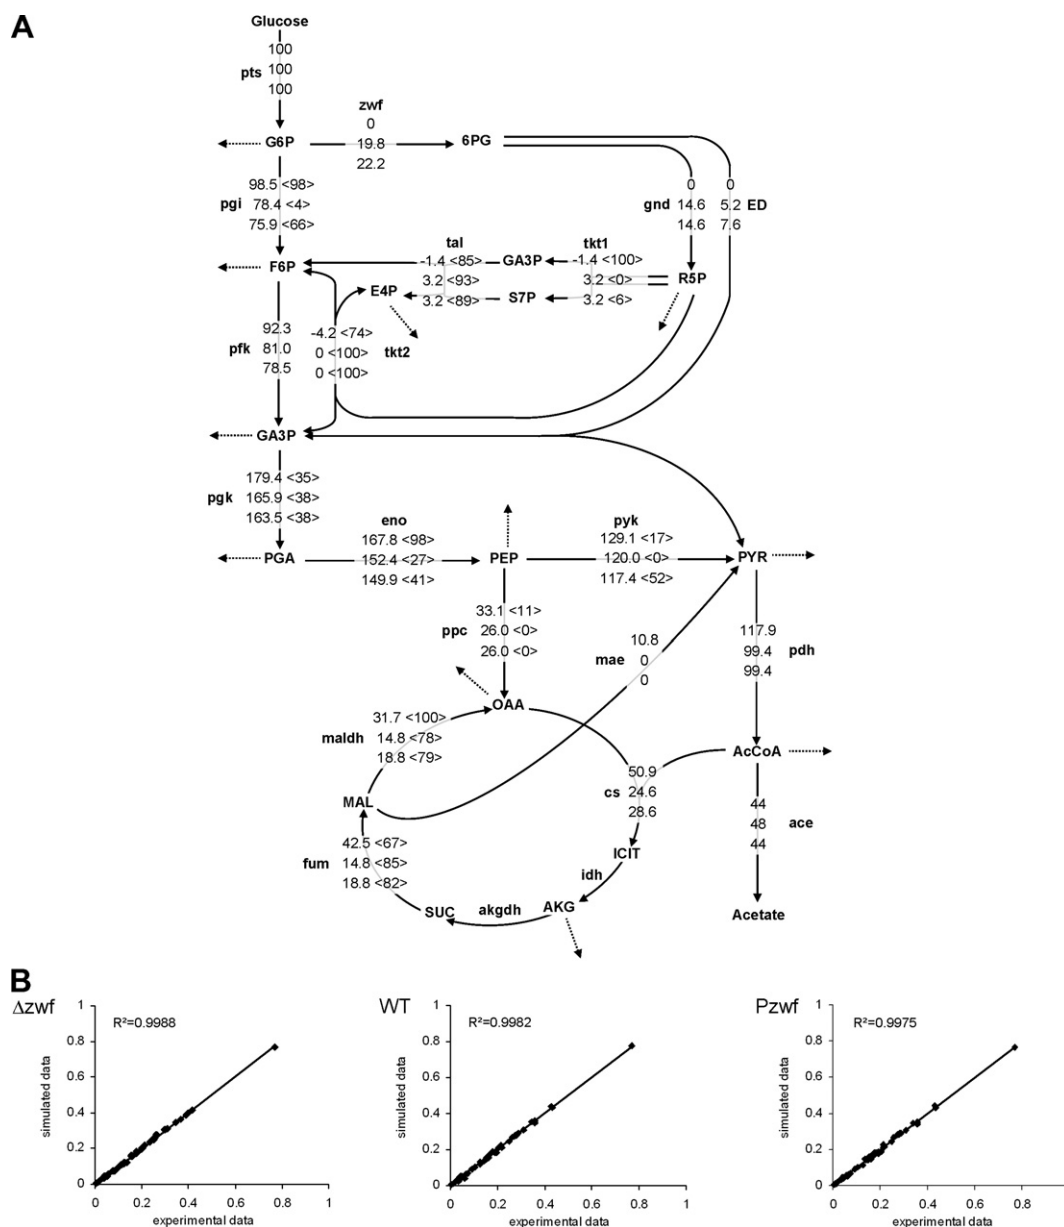 A
Glucose
100
pts 100
100
zwf
0
G6P 19.8 6PG
22.2
98.5 <98>
pgi 78.4 <4>
75.9 <66>
0 0
gnd 14.6 5.2 ED
14.6 7.6
tal tkt1
-1.4 <85> GA3P -1.4 <100>
F6P 3.2 <93> 3.2 <0> R5P
E4P 3.2 <89> S7P 3.2 <6>
92.3
pfk 81.0
78.5
-4.2 <74>
0 <100> tkt2
0 <100>
GA3P
179.4 <35>
pgk 165.9 <38>
163.5 <38>
eno pyk
167.8 <98> 129.1 <17>
PGA 152.4 <27> PEP 120.0 <0> PYR
149.9 <41> 117.4 <52>
33.1 <11>
ppc 26.0 <0>
26.0 <0>
10.8
mae 0
0
117.9
99.4 pdh
99.4
OAA
31.7 <100>
maldh 14.8 <78>
18.8 <79>
AcCoA
50.9
cs 24.6
28.6
MAL
44
48 ace
44
42.5 <67>
fum 14.8 <85>
18.8 <82>
ICIT
idh
SUC akgdh AKG
Acetate
B
Δzwf
R²=0.9988
simulated data
1
0.8
0.6
0.4
0.2
0
0 0.2 0.4 0.6 0.8 1
experimental data
WT
R²=0.9982
simulated data
1
0.8
0.6
0.4
0.2
0
0 0.2 0.4 0.6 0.8 1
experimental data
Pzwf
R²=0.9975
simulated data
1
0.8
0.6
0.4
0.2
0
0 0.2 0.4 0.6 0.8 1
experimental data